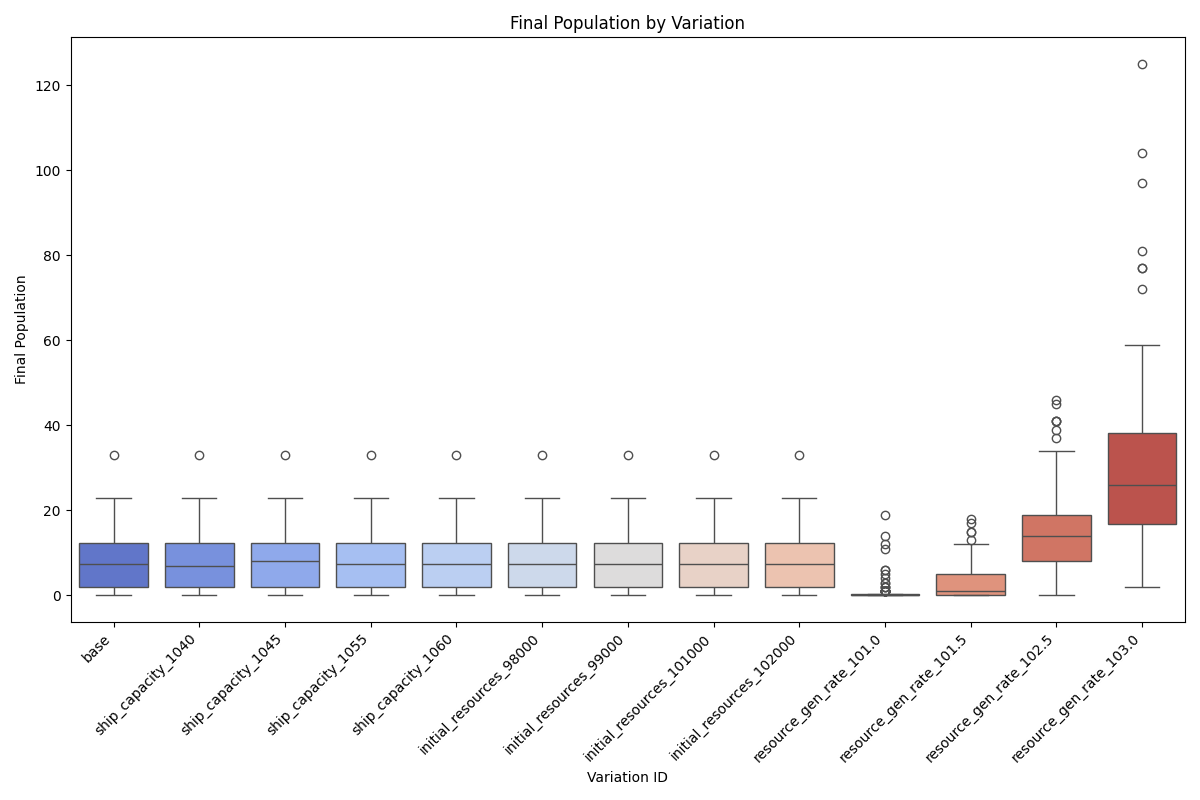 Final Population by Variation
Final Population
120
100
80
60
40
20
0
base
ship_capacity_1040
ship_capacity_1045
ship_capacity_1055
ship_capacity_1060
initial_resources_98000
initial_resources_99000
initial_resources_101000
initial_resources_102000
resource_gen_rate_101.0
resource_gen_rate_101.5
resource_gen_rate_102.5
resource_gen_rate_103.0
Variation ID